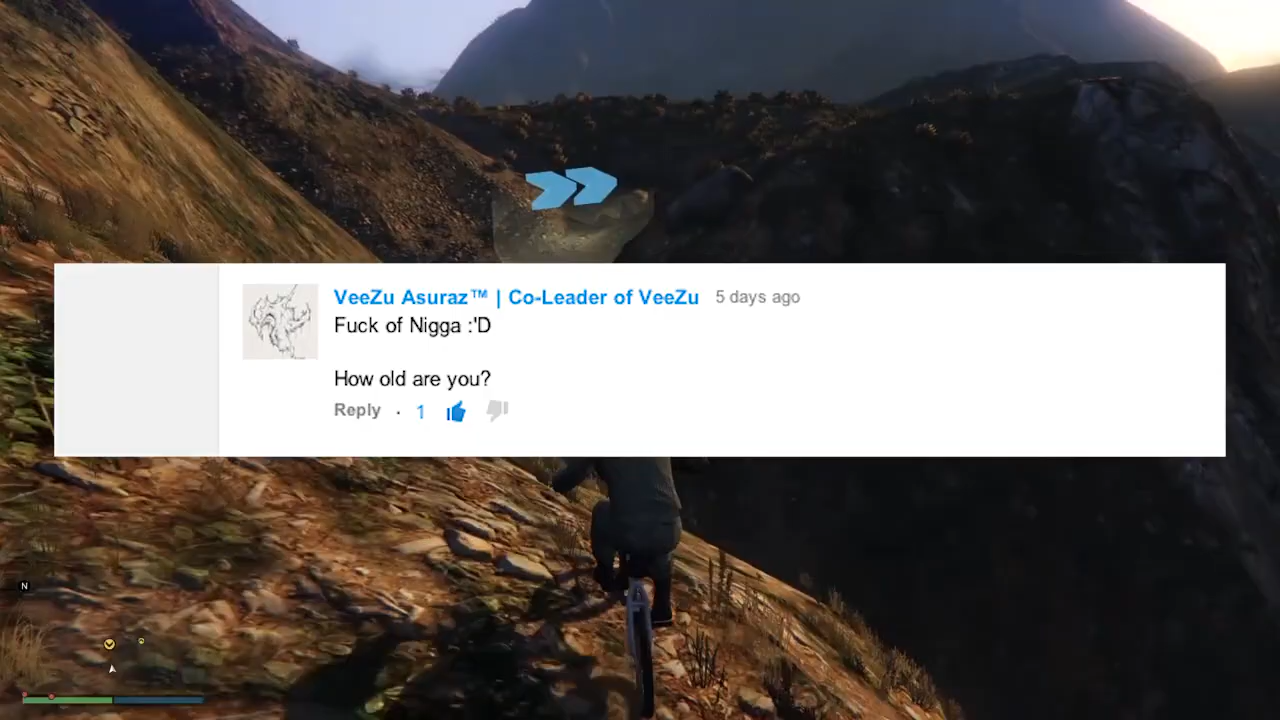 VeeZu Asuraz™ | Co-Leader of VeeZu 5 days ago
Fuck of Nigga :'D
How old are you?
Reply · 1
N